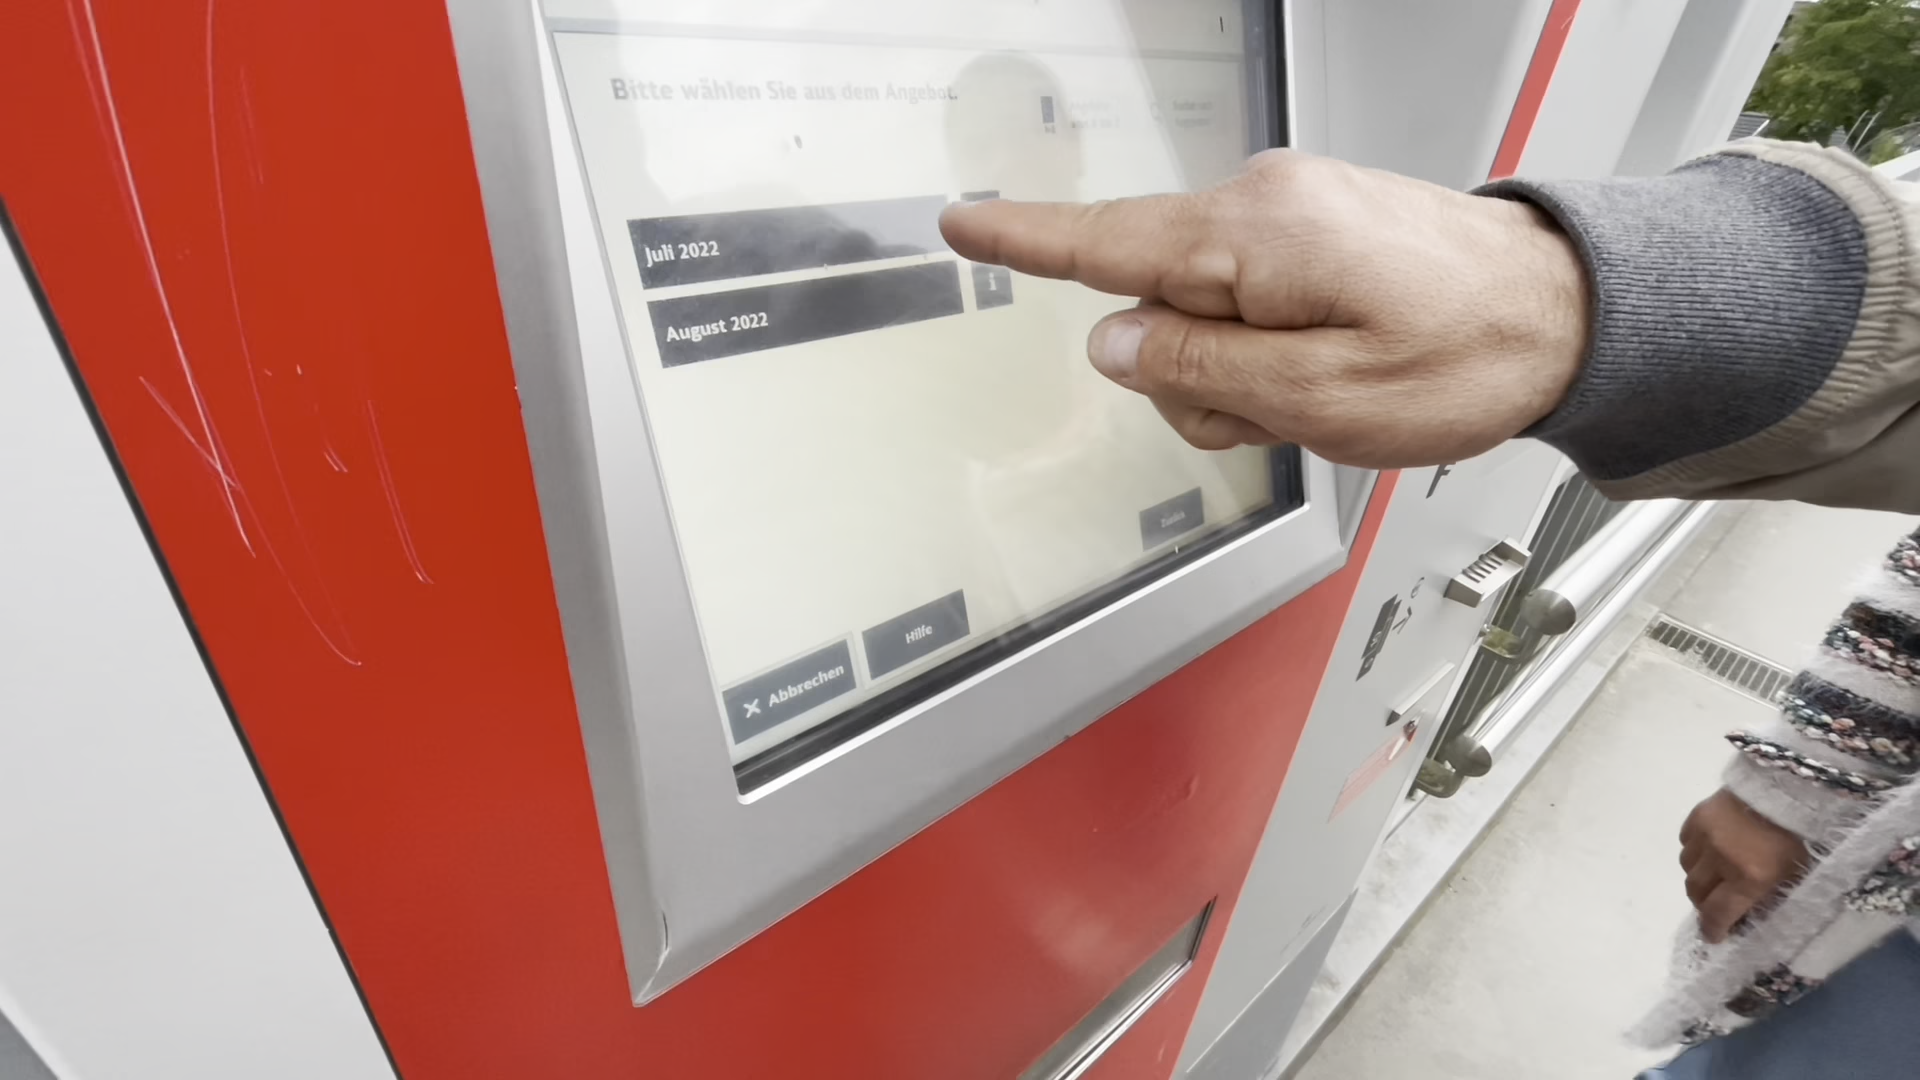 Bitte wählen Sie aus dem Angebot.
Juli 2022
i
August 2022
Zurück
Hilfe
× Abbrechen